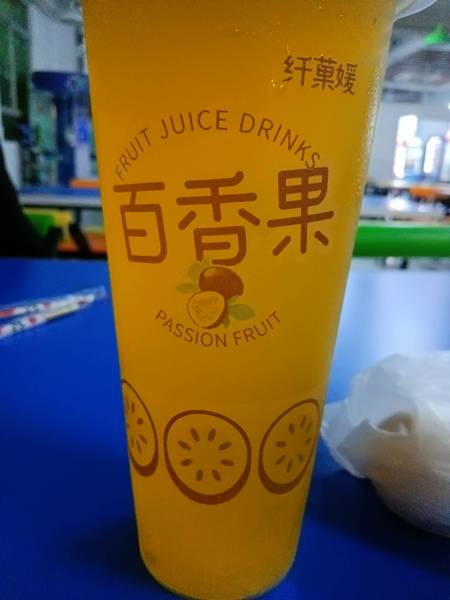 纤菓媛
FRUIT JUICE DRINKS
百香果
PASSION FRUIT